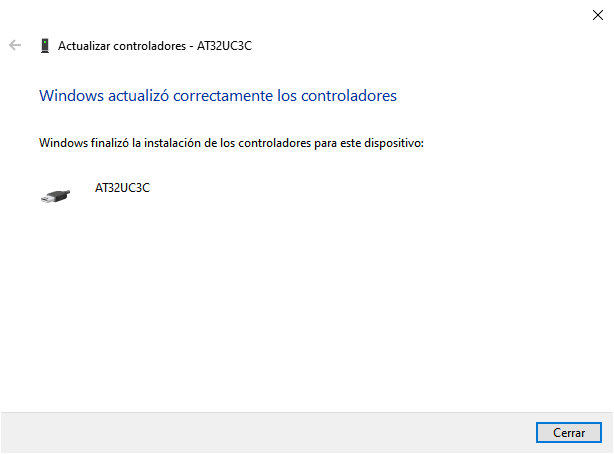 Actualizar controladores - AT32UC3C
Windows actualizó correctamente los controladores
Windows finalizó la instalación de los controladores para este dispositivo:
AT32UC3C
Cerrar